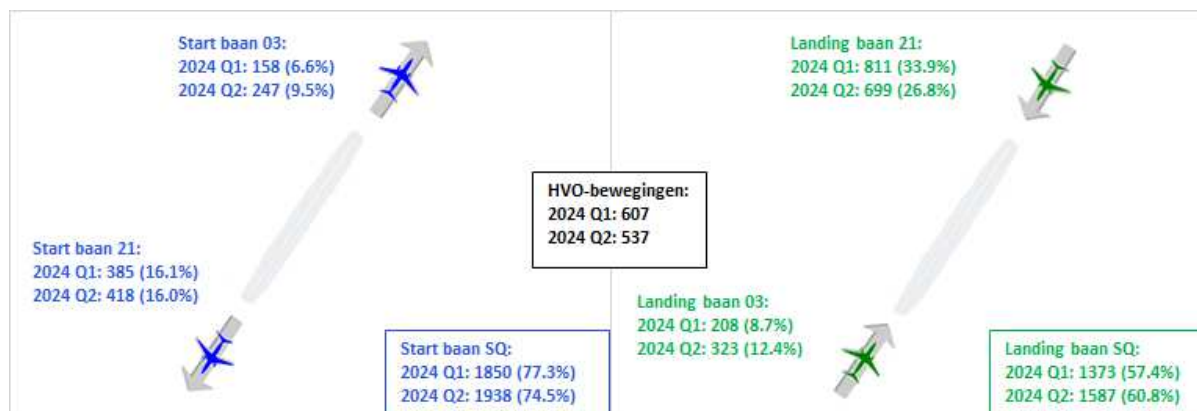 Start baan 03:
2024 Q1: 158 (6.6%)
2024 Q2: 247 (9.5%)
Landing baan 21:
2024 Q1: 811 (33.9%)
2024 Q2: 699 (26.8%)
HVO-bewegingen:
2024 Q1: 607
2024 Q2: 537
Start baan 21:
2024 Q1: 385 (16.1%)
2024 Q2: 418 (16.0%)
Landing baan 03:
2024 Q1: 208 (8.7%)
2024 Q2: 323 (12.4%)
Start baan SQ:
2024 Q1: 1850 (77.3%)
2024 Q2: 1938 (74.5%)
Landing baan SQ:
2024 Q1: 1373 (57.4%)
2024 Q2: 1587 (60.8%)